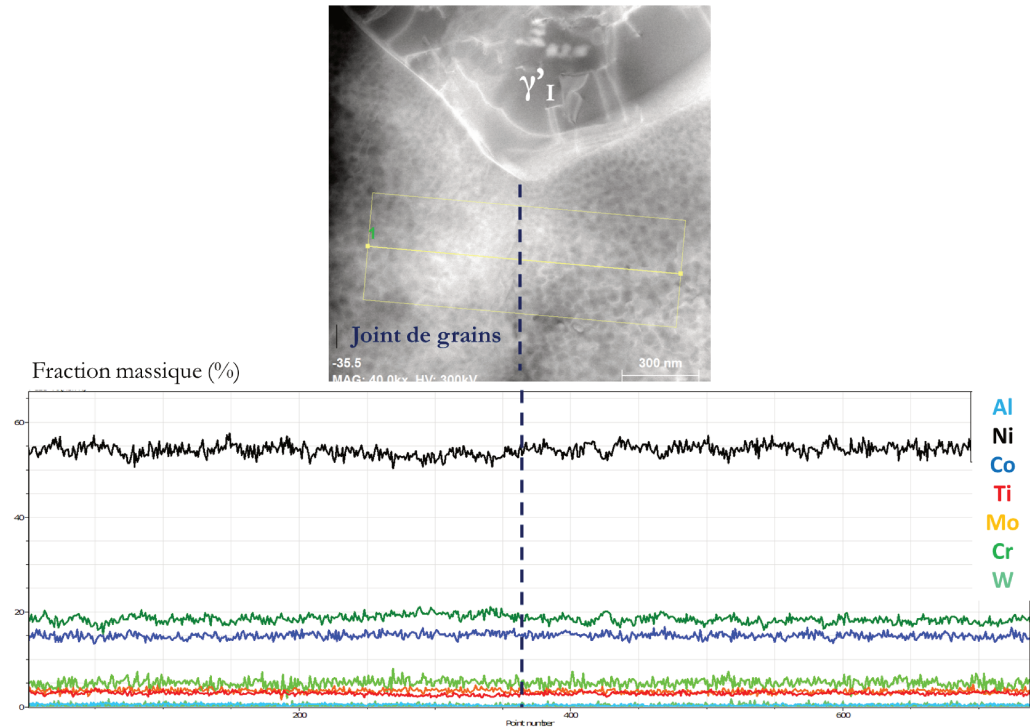 γ'I
Joint de grains
-35.5
300 nm
MAG: 40.0kx HV: 300kV
Fraction massique (%)
60
40
20
0
200
400
600
Point number
Al
Ni
Co
Ti
Mo
Cr
W